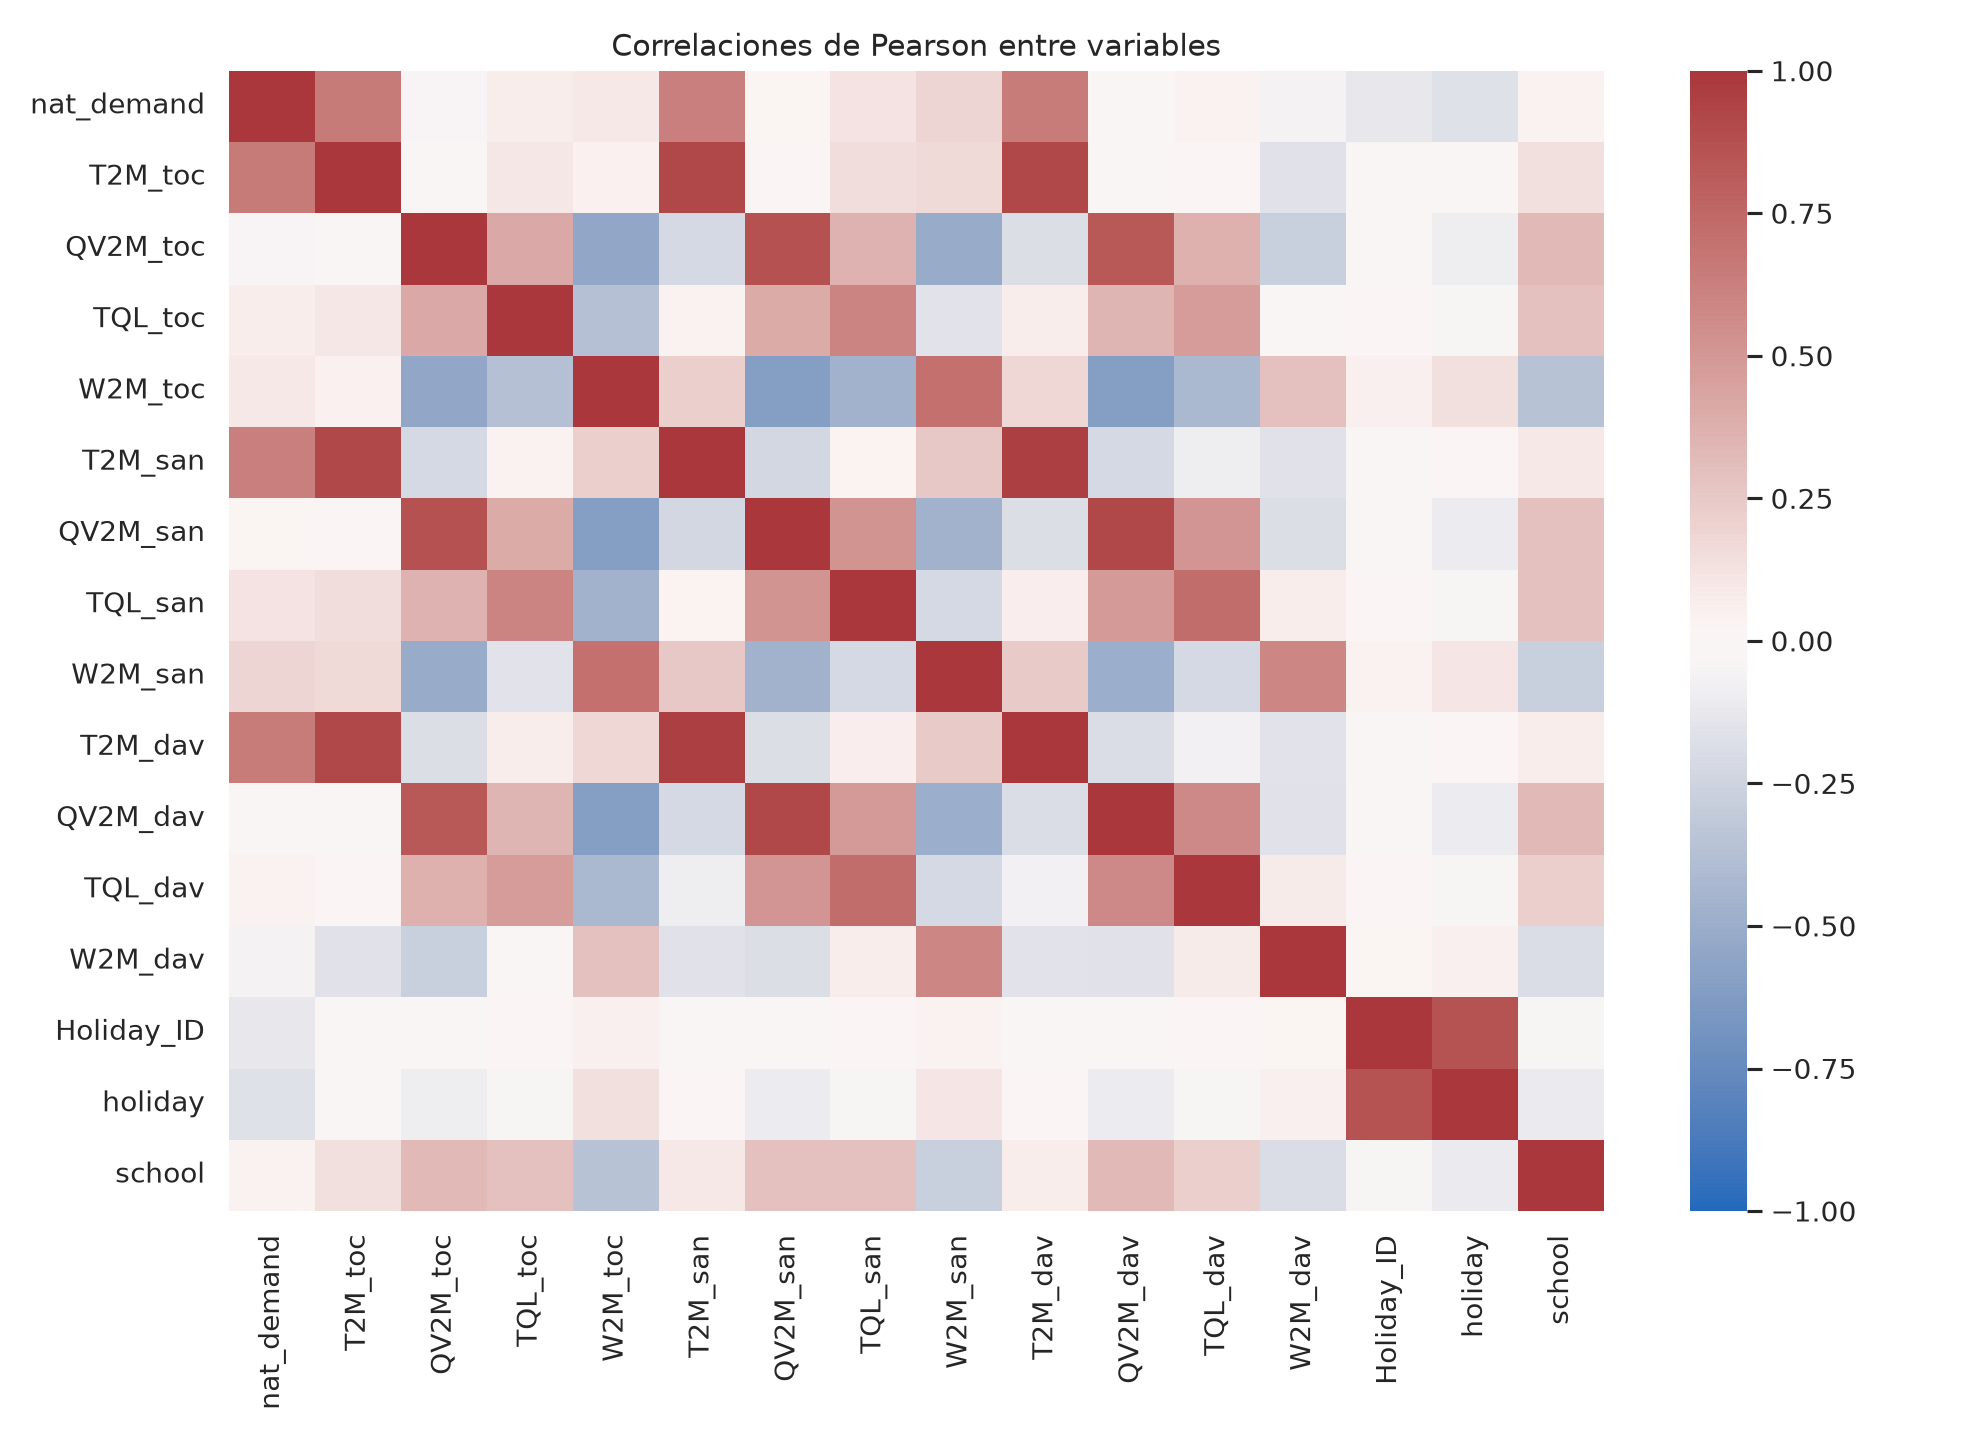 Correlaciones de Pearson entre variables
nat_demand
T2M_toc
QV2M_toc
TQL_toc
W2M_toc
T2M_san
QV2M_san
TQL_san
W2M_san
T2M_dav
QV2M_dav
TQL_dav
W2M_dav
Holiday_ID
holiday
school
nat_demand
T2M_toc
QV2M_toc
TQL_toc
W2M_toc
T2M_san
QV2M_san
TQL_san
W2M_san
T2M_dav
QV2M_dav
TQL_dav
W2M_dav
Holiday_ID
holiday
school
1.00
0.75
0.50
0.25
0.00
−0.25
−0.50
−0.75
−1.00